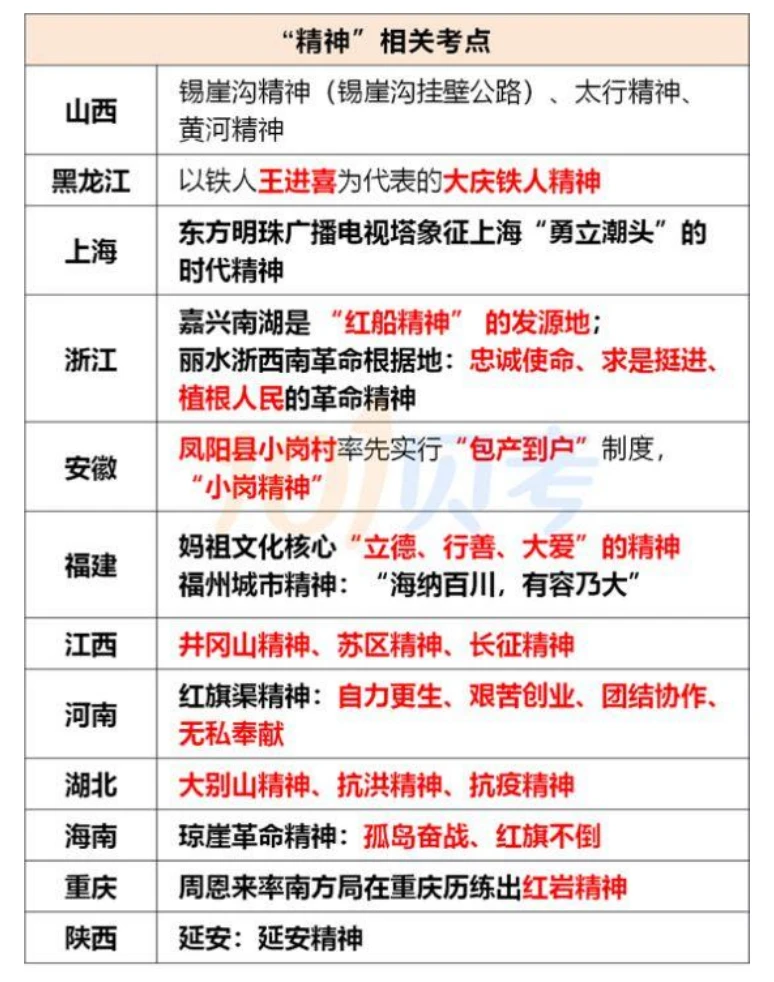 “精神”相关考点
山西
锡崖沟精神（锡崖沟挂壁公路）、太行精神、
黄河精神
黑龙江
以铁人王进喜为代表的大庆铁人精神
上海
东方明珠广播电视塔象征上海“勇立潮头”的
时代精神
浙江
嘉兴南湖是“红船精神”的发源地；
丽水浙西南革命根据地：忠诚使命、求是挺进、
植根人民的革命精神
安徽
凤阳县小岗村率先实行“包产到户”制度，
“小岗精神”
福建
妈祖文化核心“立德、行善、大爱”的精神
福州城市精神：“海纳百川，有容乃大”
江西
井冈山精神、苏区精神、长征精神
河南
红旗渠精神：自力更生、艰苦创业、团结协作、
无私奉献
湖北
大别山精神、抗洪精神、抗疫精神
海南
琼崖革命精神：孤岛奋战、红旗不倒
重庆
周恩来率南方局在重庆历练出红岩精神
陕西
延安：延安精神
101贝考